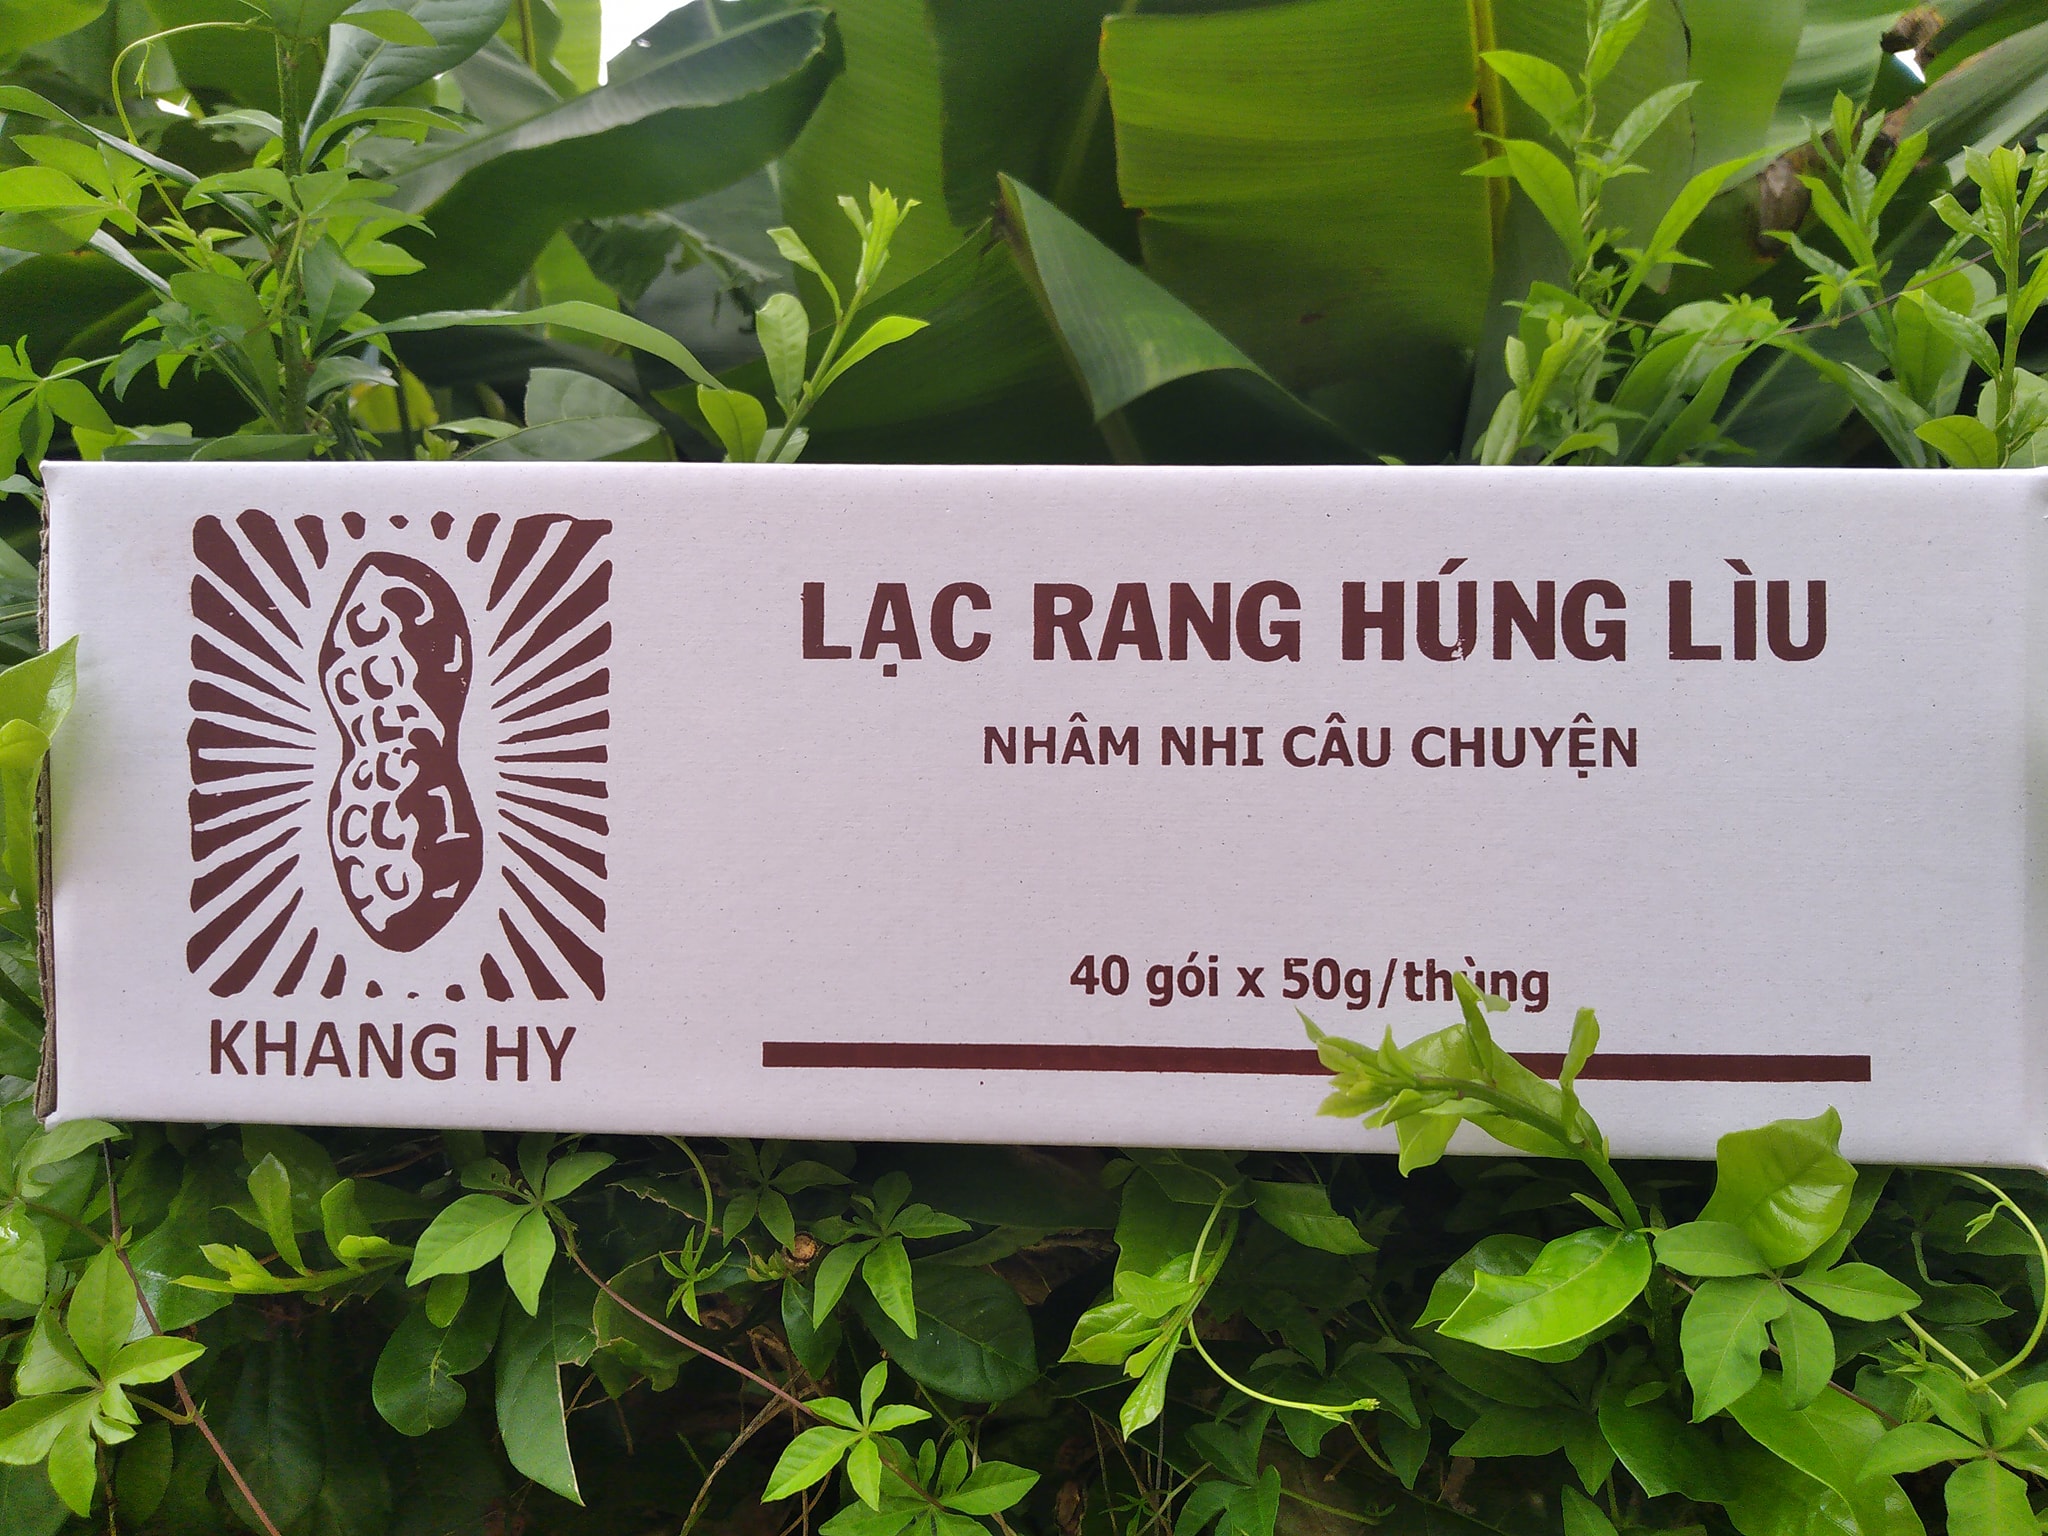 LẠC RANG HÚNG LÌU
NHÂM NHI CÂU CHUYỆN
40 gói x 50g/thùng
KHANG HY